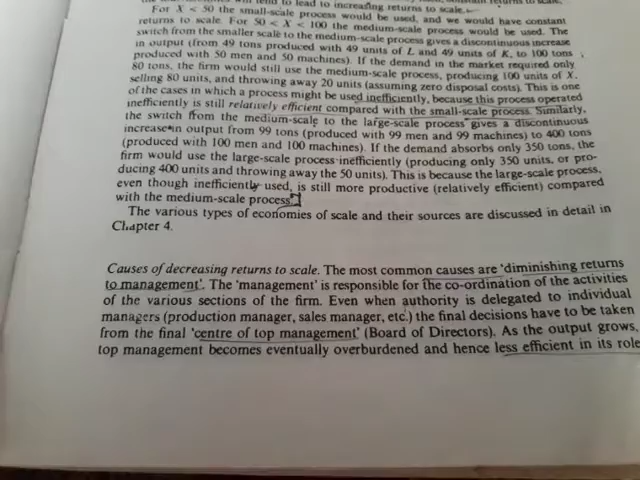 tend to lead to increasing returns to scale.
For X < 50 the small-scale process would be used, and we would have constant
returns to scale. For 50 < X < 100 the medium-scale process would be used. The
switch from the smaller scale to the medium-scale process gives a discontinuous increase
in output (from 49 tons produced with 49 units of L and 49 units of K, to 100 tons
produced with 50 men and 50 machines). If the demand in the market required only
80 tons, the firm would still use the medium-scale process, producing 100 units of X,
selling 80 units, and throwing away 20 units (assuming zero disposal costs). This is one
of the cases in which a process might be used inefficiently, because this process operated
inefficiently is still relatively efficient compared with the small-scale process. Similarly,
the switch from the medium-scale to the large-scale process gives a discontinuous
increase in output from 99 tons (produced with 99 men and 99 machines) to 400 tons
(produced with 100 men and 100 machines). If the demand absorbs only 350 tons, the
firm would use the large-scale process inefficiently (producing only 350 units, or pro-
ducing 400 units and throwing away the 50 units). This is because the large-scale process,
even though inefficiently used, is still more productive (relatively efficient) compared
with the medium-scale process.
The various types of economies of scale and their sources are discussed in detail in
Chapter 4.
Causes of decreasing returns to scale. The most common causes are 'diminishing returns
to management'. The 'management' is responsible for the co-ordination of the activities
of the various sections of the firm. Even when authority is delegated to individual
managers (production manager, sales manager, etc.) the final decisions have to be taken
from the final 'centre of top management' (Board of Directors). As the output grows,
top management becomes eventually overburdened and hence less efficient in its role